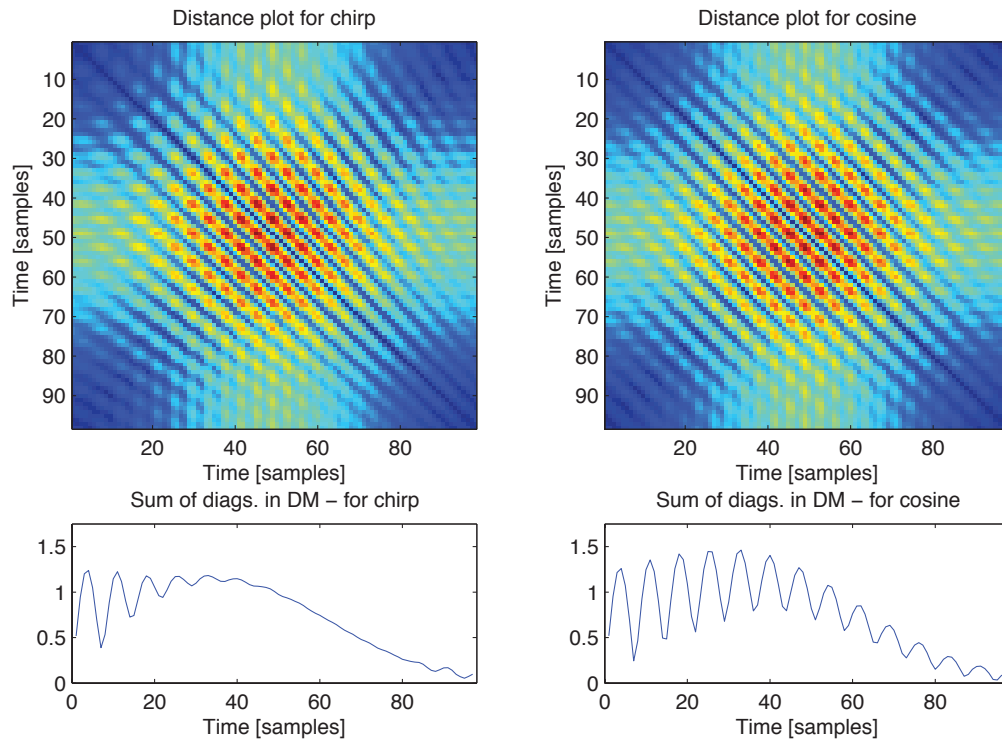 Distance plot for chirp
10
20
30
40
50
60
70
80
90
Time [samples]
20 40 60 80
Time [samples]
Distance plot for cosine
10
20
30
40
50
60
70
80
90
Time [samples]
20 40 60 80
Time [samples]
Sum of diags. in DM − for chirp
1.5
1
0.5
0
0 20 40 60 80
Time [samples]
Sum of diags. in DM − for cosine
1.5
1
0.5
0
0 20 40 60 80
Time [samples]